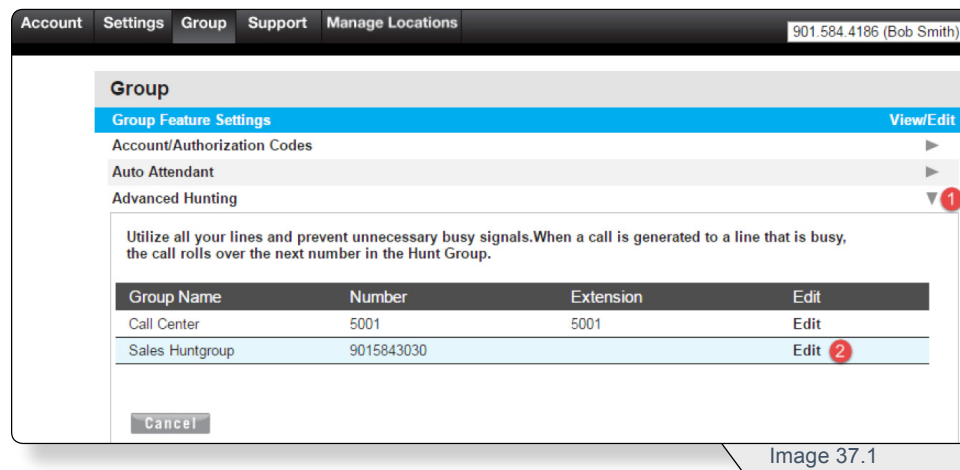 Account Settings Group Support Manage Locations
901.584.4186 (Bob Smith)
Group
Group Feature Settings View/Edit
Account/Authorization Codes
Auto Attendant
Advanced Hunting 1
Utilize all your lines and prevent unnecessary busy signals.When a call is generated to a line that is busy,
the call rolls over the next number in the Hunt Group.
Group Name Number Extension Edit
Call Center 5001 5001 Edit
Sales Huntgroup 9015843030 Edit 2
Cancel
Image 37.1